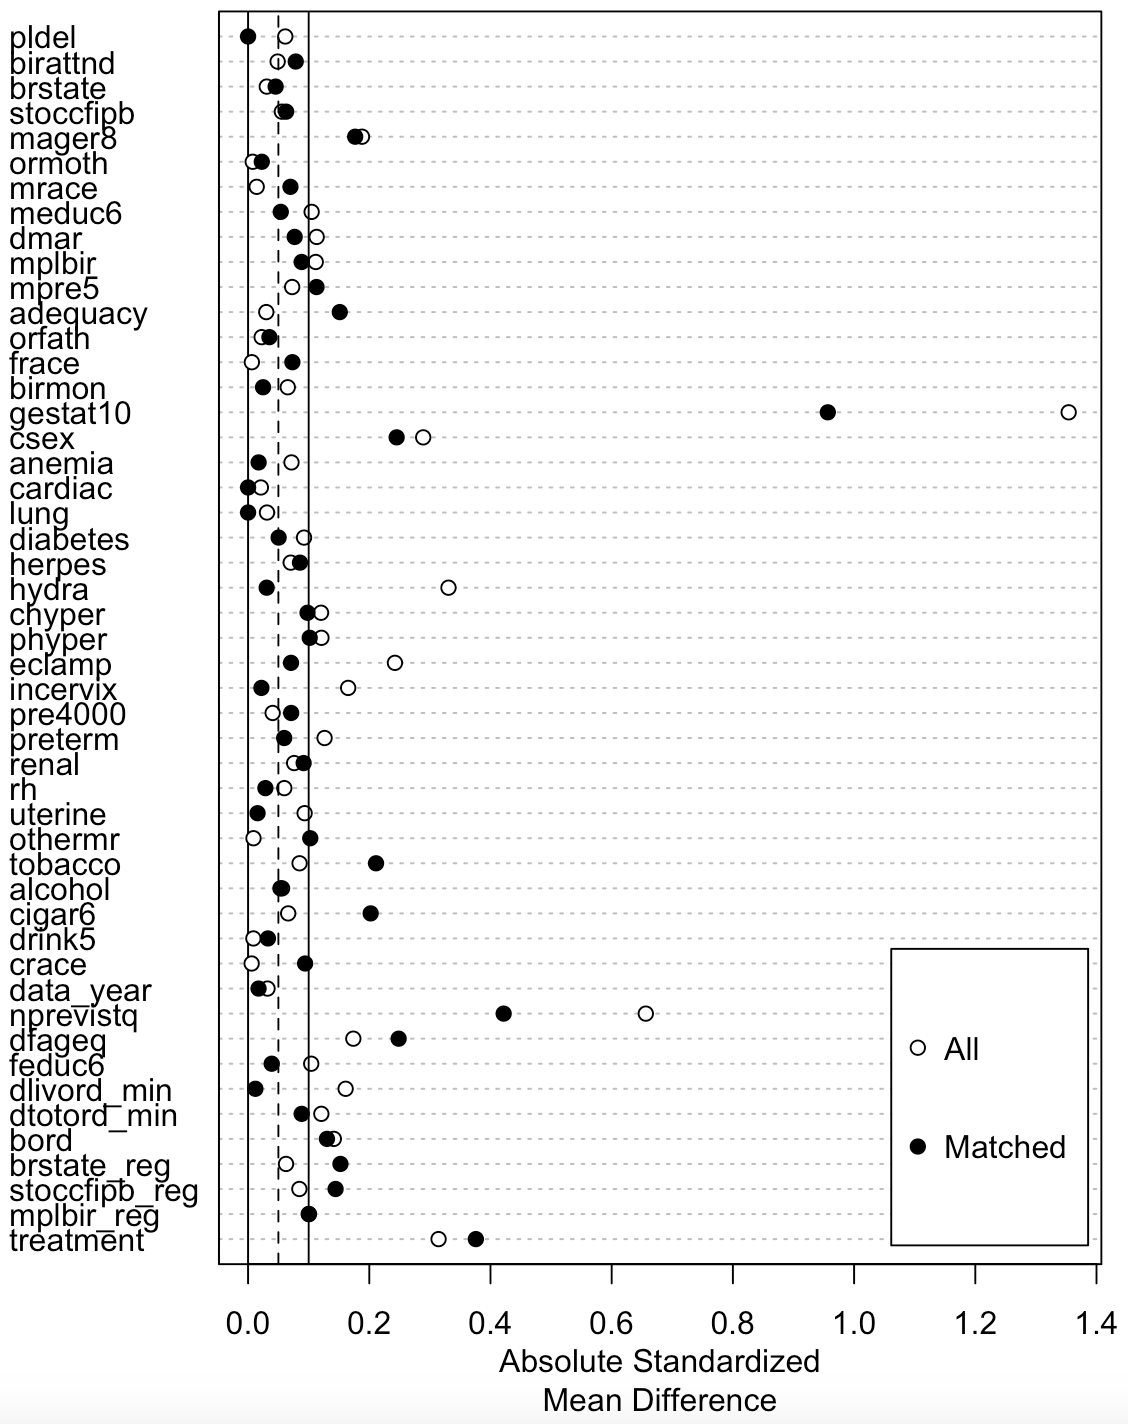 pldel
birattnd
brstate
stoccfipb
mager8
ormoth
mrace
meduc6
dmar
mplbir
mpre5
adequacy
orfath
frace
birmon
gestat10
csex
anemia
cardiac
lung
diabetes
herpes
hydra
chyper
phyper
eclamp
incervix
pre4000
preterm
renal
rh
uterine
othermr
tobacco
alcohol
cigar6
drink5
crace
data_year
nprevistq
dfageq
feduc6
dlivord_min
dtotord_min
bord
brstate_reg
stoccfipb_reg
mplbir_reg
treatment
All
Matched
0.0 0.2 0.4 0.6 0.8 1.0 1.2 1.4
Absolute Standardized
Mean Difference